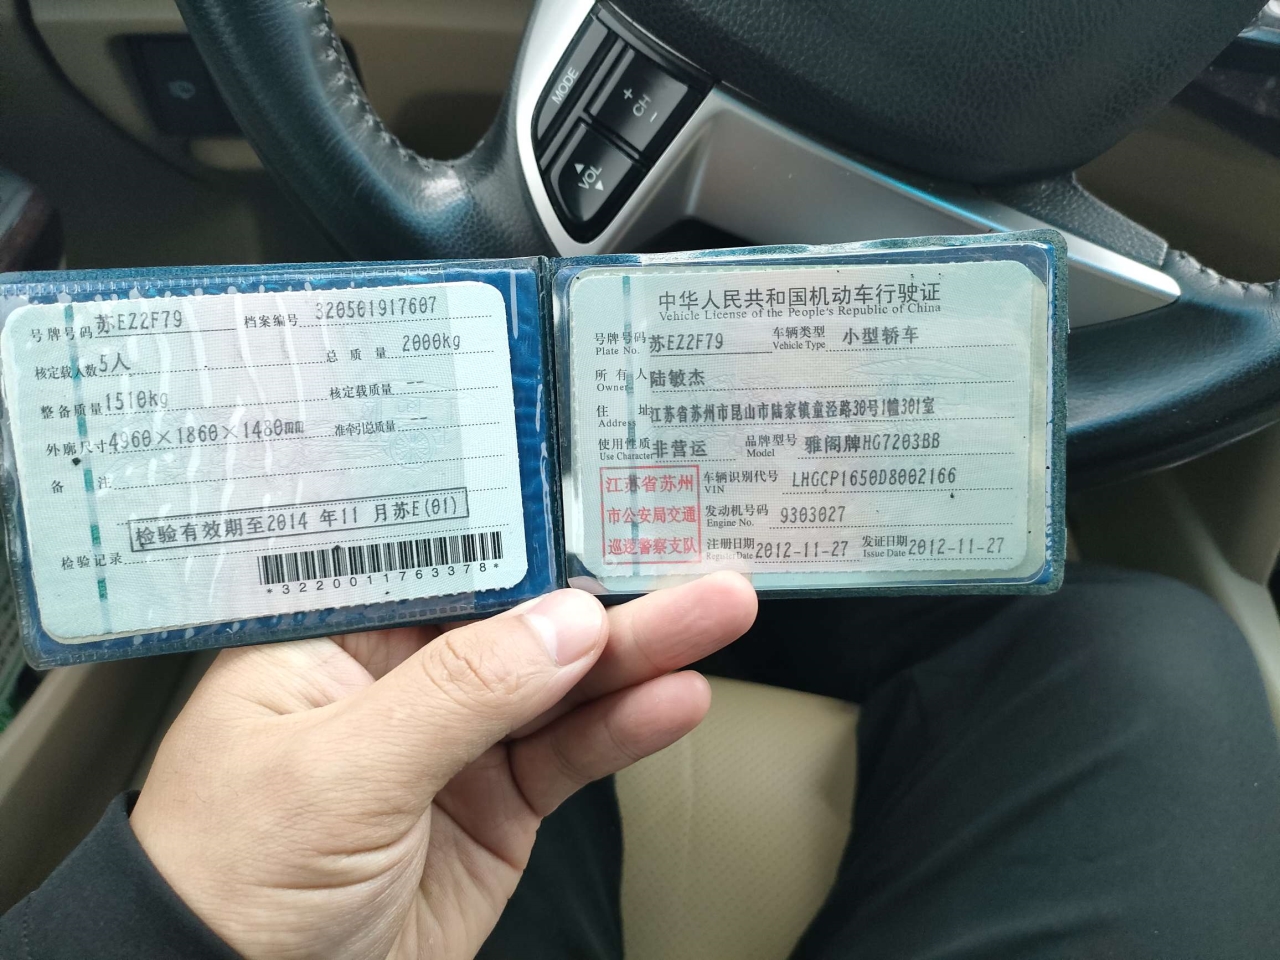 MODE
+
CH
-
VOL
号牌号码 苏EZ2F79 档案编号 320501917607
核定载人数 5人 总质量 2000kg
整备质量 1510kg 核定载质量 --
外廓尺寸 4960×1860×1480mm 准牵引总质量 --
备注
检验有效期至2014 年11 月苏E(01)
检验记录
*3220011763378*
中华人民共和国机动车行驶证
Vehicle License of the People's Republic of China
号牌号码 苏EZ2F79 车辆类型 小型轿车
Plate No. Vehicle Type
所有人 陆敏杰
Owner
住址 江苏省苏州市昆山市陆家镇童泾路30号1幢301室
Address
使用性质 非营运 品牌型号 雅阁牌HG7203BB
Use Character Model
江苏省苏州
市公安局交通
巡逻警察支队
车辆识别代号 LHGCP1650D8002166
VIN
发动机号码 9303027
Engine No.
注册日期 2012-11-27 发证日期 2012-11-27
Register Date Issue Date